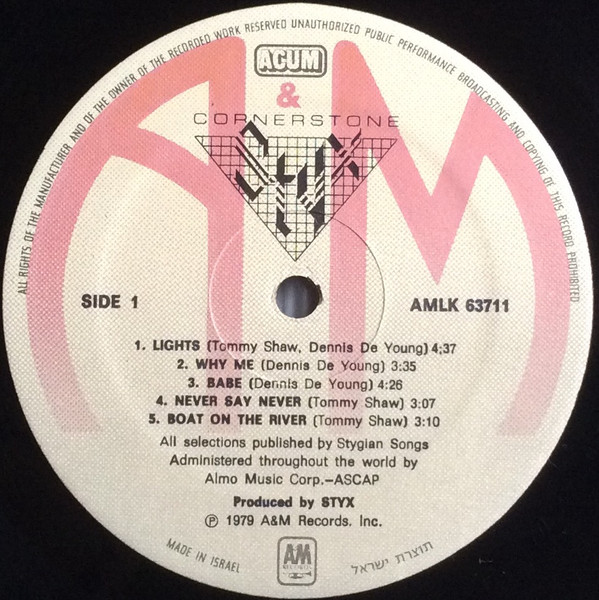 ALL RIGHTS OF THE MANUFACTURER AND OF THE OWNER OF THE RECORDED WORK RESERVED UNAUTHORIZED PUBLIC PERFORMANCE BROADCASTING AND COPYING OF THIS RECORD PROHIBITED
ACUM
&
AM
CORNERSTONE
STYX
SIDE 1
AMLK 63711
1. LIGHTS (Tommy Shaw, Dennis De Young) 4;37
2. WHY ME (Dennis De Young) 3:35
3. BABE (Dennis De Young) 4:26
4. NEVER SAY NEVER (Tommy Shaw) 3:07
5. BOAT ON THE RIVER (Tommy Shaw) 3:10
All selections published by Stygian Songs
Administered throughout the world by
Almo Music Corp.–ASCAP
Produced by STYX
℗ 1979 A&M Records, Inc.
MADE IN ISRAEL
A&M
RECORDS
תוצרת ישראל